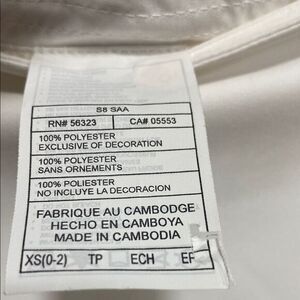 S8 SAA
RN# 56323 CA# 05553
100% POLYESTER
EXCLUSIVE OF DECORATION
100% POLYESTER
SANS ORNEMENTS
100% POLIESTER
NO INCLUYE LA DECORACION
FABRIQUE AU CAMBODGE
HECHO EN CAMBOYA
MADE IN CAMBODIA
XS(0-2) TP ECH EF